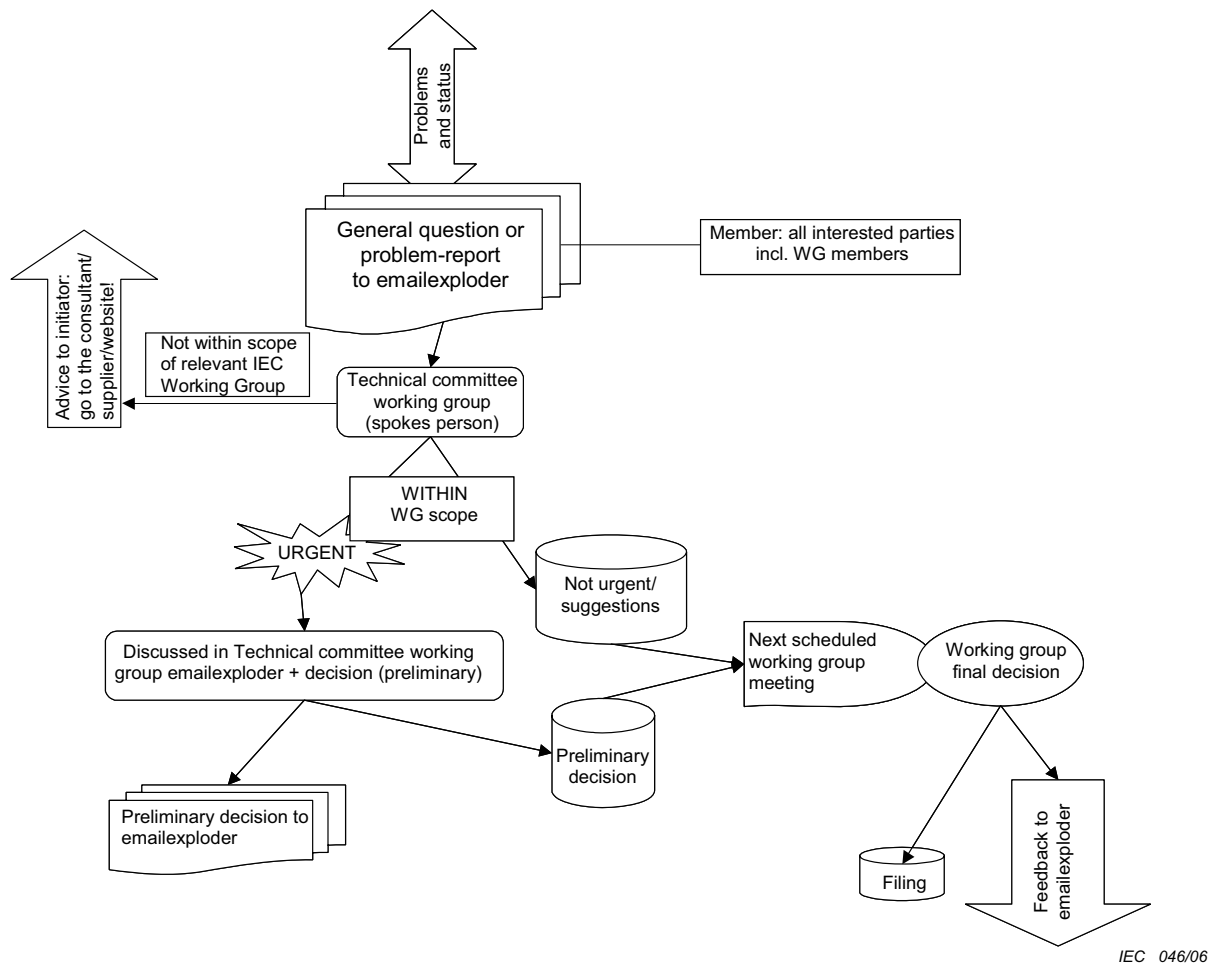 Problems
and status
General question or
problem-report
to emailexploder
Member: all interested parties
incl. WG members
Advice to initiator:
go to the consultant/
supplier/website!
Not within scope
of relevant IEC
Working Group
Technical committee
working group
(spokes person)
WITHIN
WG scope
URGENT
Not urgent/
suggestions
Discussed in Technical committee working
group emailexploder + decision (preliminary)
Next scheduled
working group
meeting
Working group
final decision
Preliminary
decision
Preliminary decision to
emailexploder
Filing
Feedback to
emailexploder
IEC 046/06